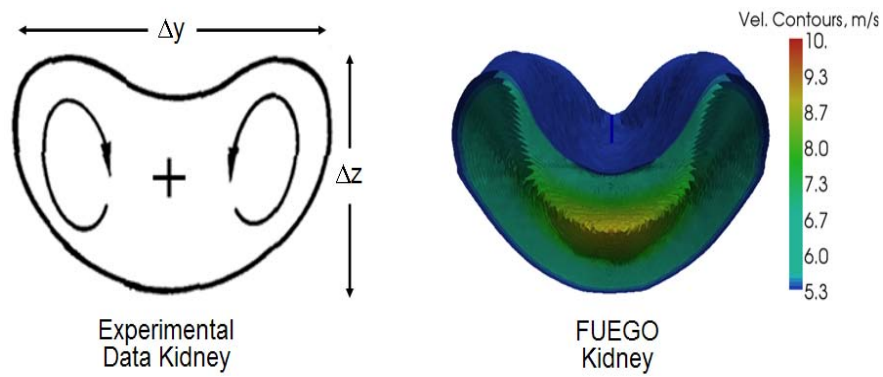 Δy
Δz
Experimental
Data Kidney
Vel. Contours, m/s
10.
9.3
8.7
8.0
7.3
6.7
6.0
5.3
FUEGO
Kidney